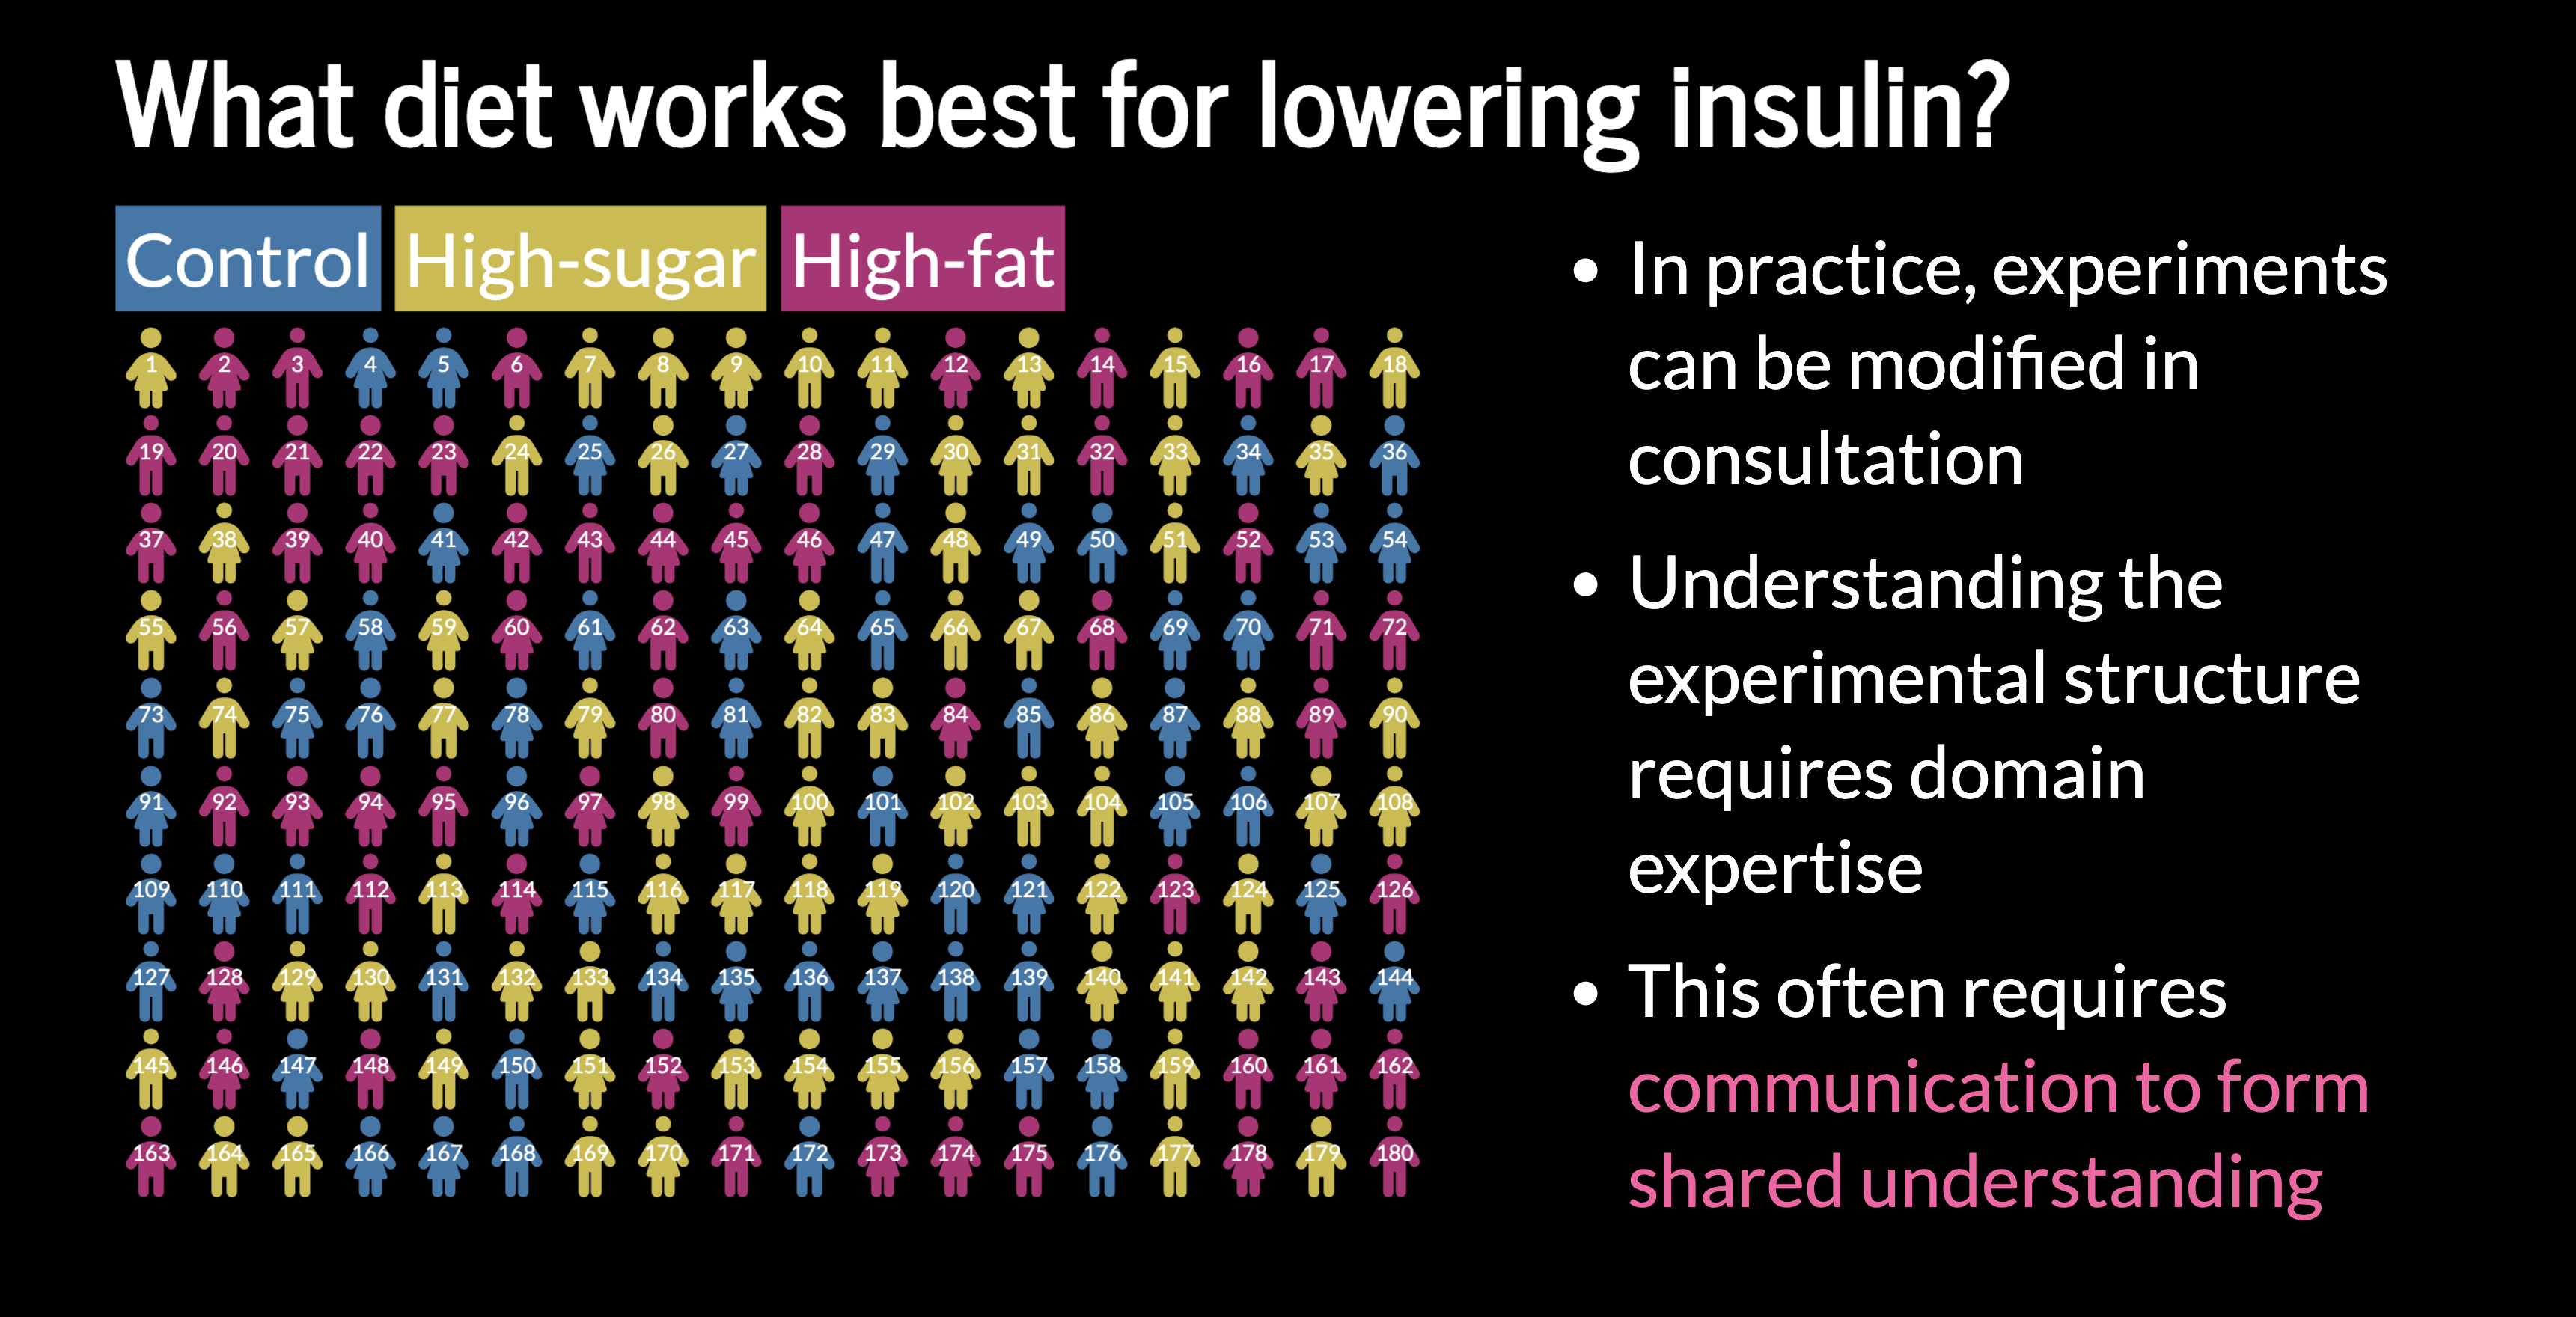 What diet works best for lowering insulin?
Control High-sugar High-fat
1 2 3 4 5 6 7 8 9 10 11 12 13 14 15 16 17 18
19 20 21 22 23 24 25 26 27 28 29 30 31 32 33 34 35 36
37 38 39 40 41 42 43 44 45 46 47 48 49 50 51 52 53 54
55 56 57 58 59 60 61 62 63 64 65 66 67 68 69 70 71 72
73 74 75 76 77 78 79 80 81 82 83 84 85 86 87 88 89 90
91 92 93 94 95 96 97 98 99 100 101 102 103 104 105 106 107 108
109 110 111 112 113 114 115 116 117 118 119 120 121 122 123 124 125 126
127 128 129 130 131 132 133 134 135 136 137 138 139 140 141 142 143 144
145 146 147 148 149 150 151 152 153 154 155 156 157 158 159 160 161 162
163 164 165 166 167 168 169 170 171 172 173 174 175 176 177 178 179 180
• In practice, experiments
can be modified in
consultation
• Understanding the
experimental structure
requires domain
expertise
• This often requires
communication to form
shared understanding